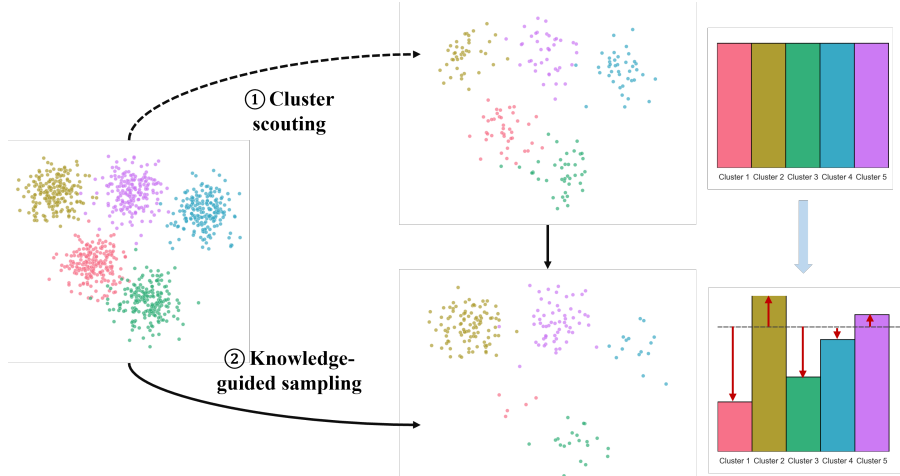 ① Cluster
scouting
Cluster 1 Cluster 2 Cluster 3 Cluster 4 Cluster 5
② Knowledge-
guided sampling
Cluster 1 Cluster 2 Cluster 3 Cluster 4 Cluster 5